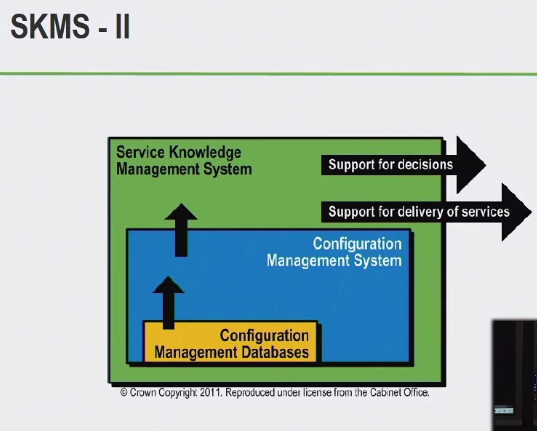 SKMS - II
Service Knowledge
Management System
Support for decisions
Support for delivery of services
Configuration
Management System
Configuration
Management Databases
© Crown Copyright 2011. Reproduced under license from the Cabinet Office.